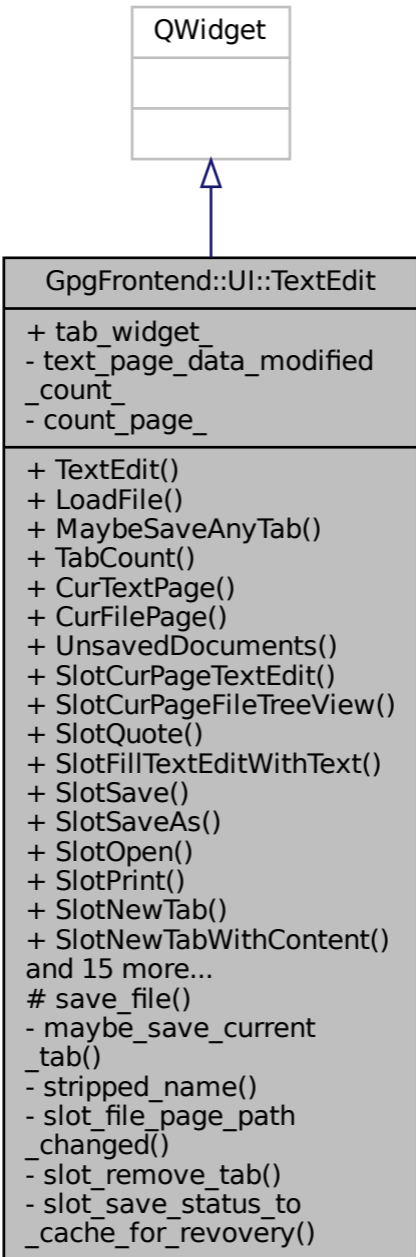 QWidget
GpgFrontend::UI::TextEdit
+ tab_widget_
- text_page_data_modified
_count_
- count_page_
+ TextEdit()
+ LoadFile()
+ MaybeSaveAnyTab()
+ TabCount()
+ CurTextPage()
+ CurFilePage()
+ UnsavedDocuments()
+ SlotCurPageTextEdit()
+ SlotCurPageFileTreeView()
+ SlotQuote()
+ SlotFillTextEditWithText()
+ SlotSave()
+ SlotSaveAs()
+ SlotOpen()
+ SlotPrint()
+ SlotNewTab()
+ SlotNewTabWithContent()
and 15 more...
# save_file()
- maybe_save_current
_tab()
- stripped_name()
- slot_file_page_path
_changed()
- slot_remove_tab()
- slot_save_status_to
_cache_for_revovery()